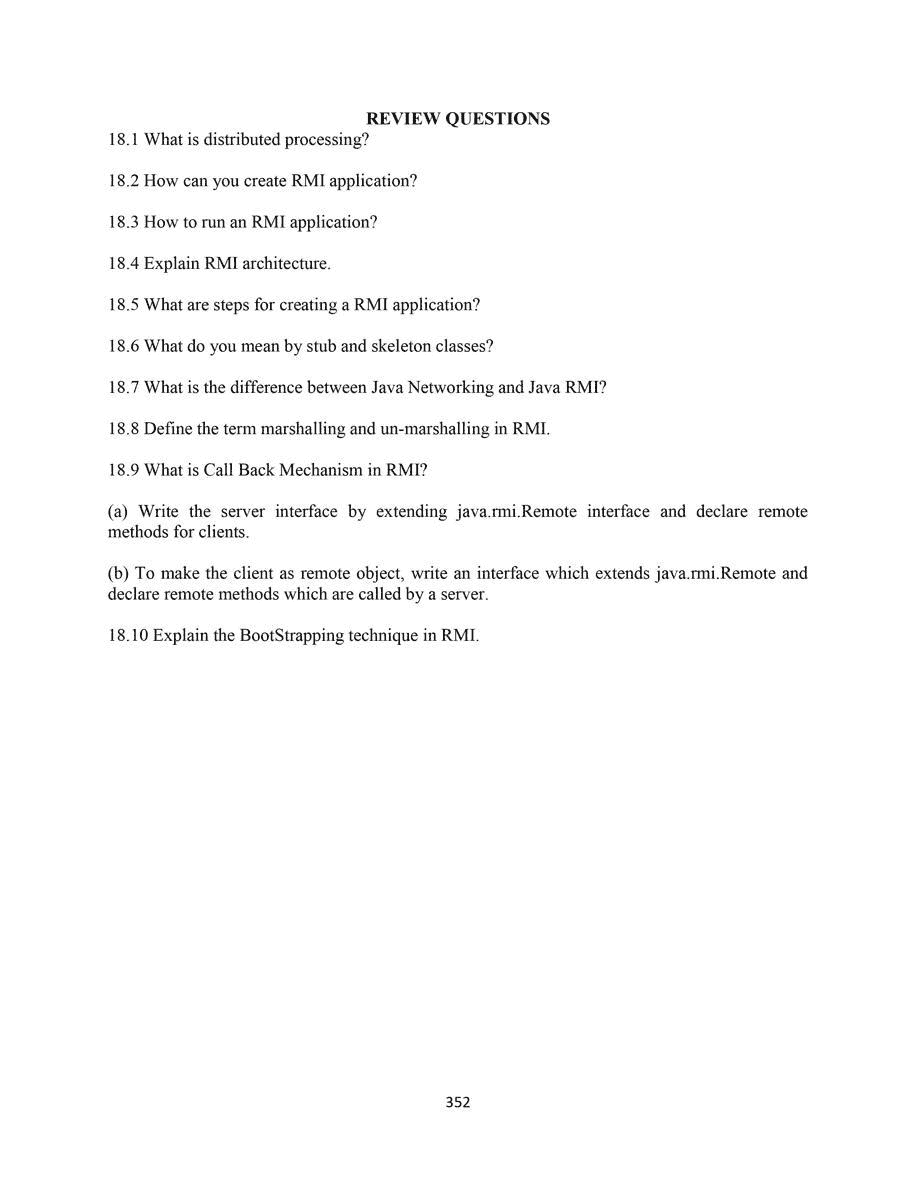 REVIEW QUESTIONS
18.1 What is distributed processing?
18.2 How can you create RMI application?
18.3 How to run an RMI application?
18.4 Explain RMI architecture.
18.5 What are steps for creating a RMI application?
18.6 What do you mean by stub and skeleton classes?
18.7 What is the difference between Java Networking and Java RMI?
18.8 Define the term marshalling and un-marshalling in RMI.
18.9 What is Call Back Mechanism in RMI?
(a) Write the server interface by extending java.rmi.Remote interface and declare remote
methods for clients.
(b) To make the client as remote object, write an interface which extends java.rmi.Remote and
declare remote methods which are called by a server.
18.10 Explain the BootStrapping technique in RMI.
352